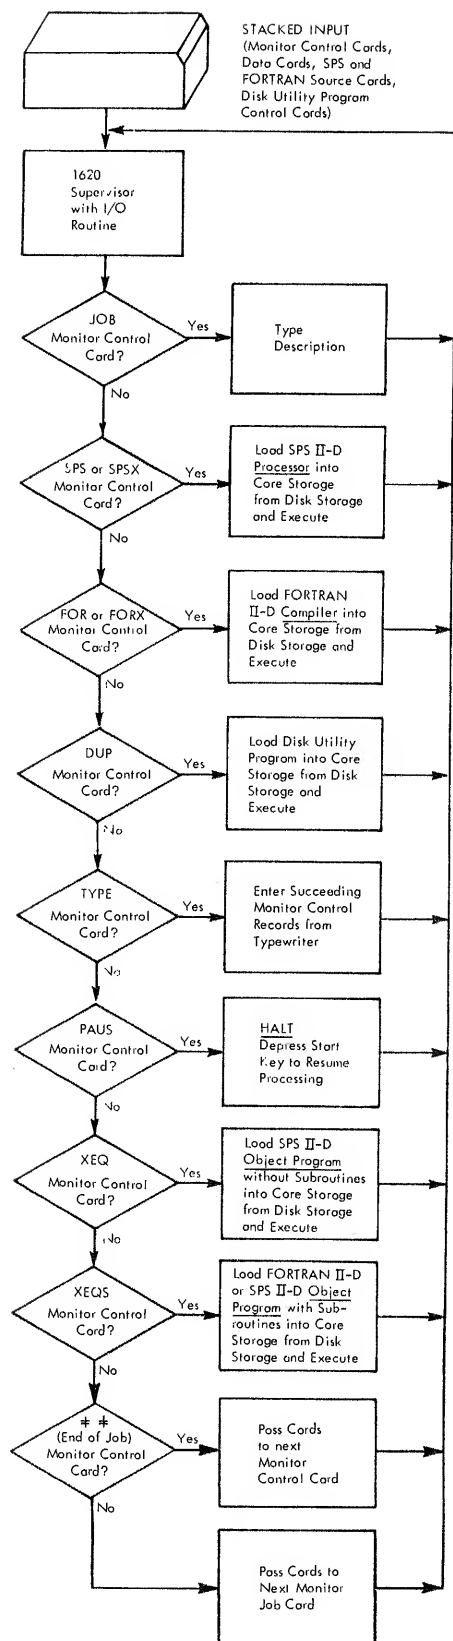 STACKED INPUT
(Monitor Control Cards,
Data Cards, SPS and
FORTRAN Source Cards,
Disk Utility Program
Control Cords)
1620
Supervisor
with I/O
Routine
JOB
Monitor Control
Card?
Yes
Type
Description
No
SPS or SPSX
Monitor Control
Card?
Yes
Load SPS II-D
Processor into
Core Storage
from Disk Storage
and Execute
No
FOR or FORX
Monitor Control
Card?
Yes
Load FORTRAN
II-D Compiler into
Core Storage from
Disk Storage and
Execute
No
DUP
Monitor Control
Card?
Yes
Load Disk Utility
Program into Core
Storage from Disk
Storage and
Execute
No
TYPE
Monitor Control
Card?
Yes
Enter Succeeding
Monitor Control
Records from
Typewriter
No
PAUS
Monitor Control
Card?
Yes
HALT
Depress Start
Key to Resume
Processing
No
XEQ
Monitor Control
Card?
Yes
Load SPS II-D
Object Program
without Subroutines
into Core Storage
from Disk Storage
and Execute
No
XEQS
Monitor Control
Card?
Yes
Load FORTRAN II-D
or SPS II-D Object
Program with Sub-
routines into Core
Storage from Disk
Storage and Execute
No
ǂ ǂ
(End of Job)
Monitor Control
Card?
Yes
Pass Cords
to next
Monitor
Control Card
No
Pass Cards to
Next Monitor
Job Card